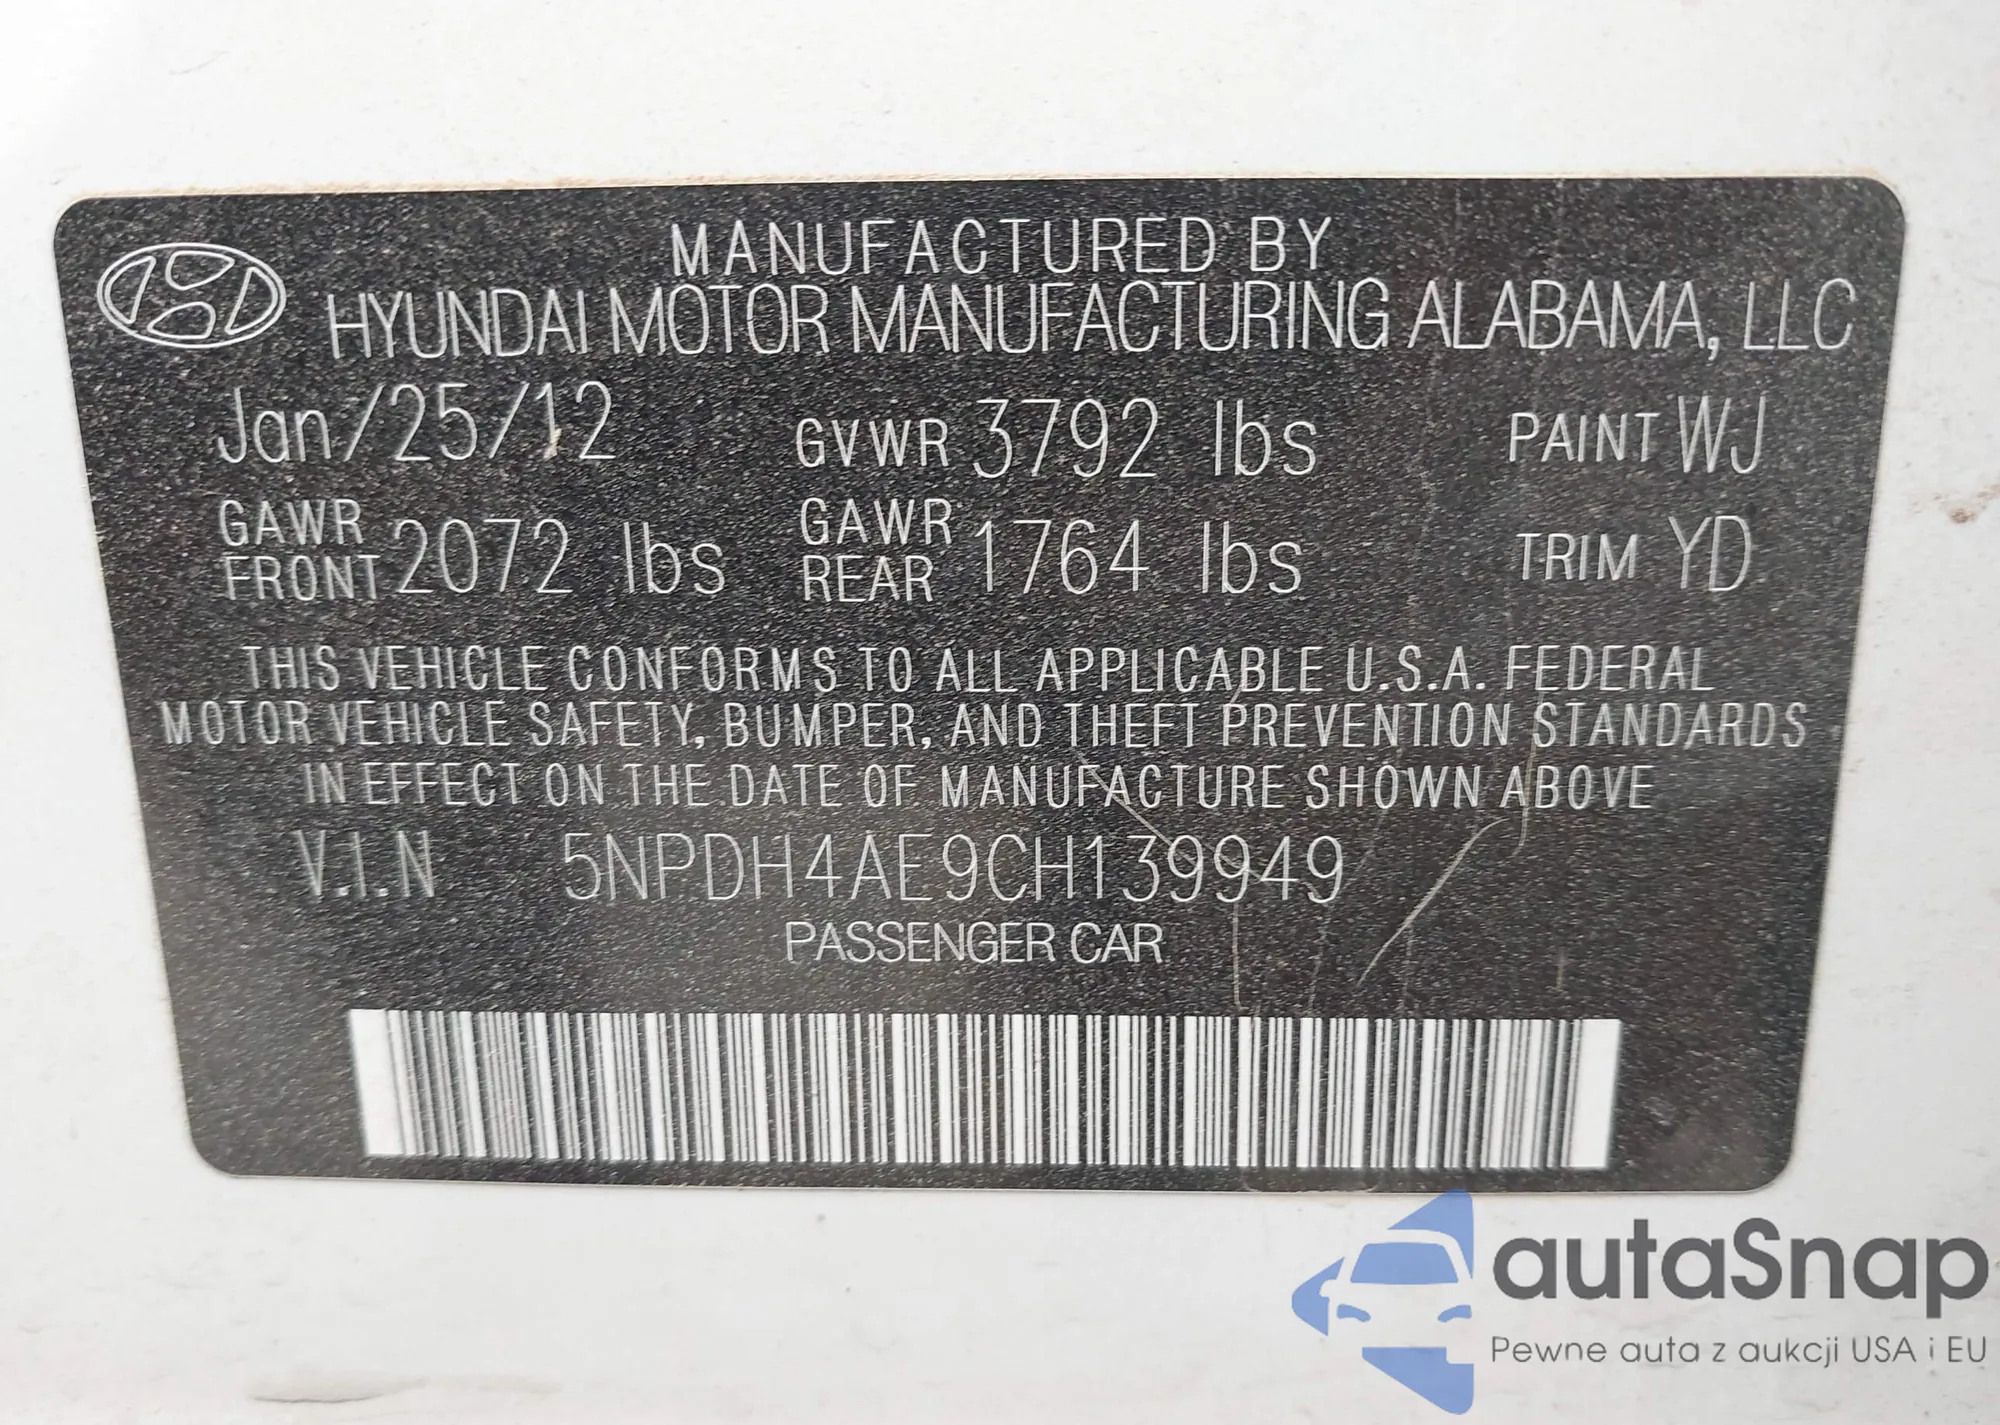 MANUFACTURED BY
HYUNDAI MOTOR MANUFACTURING ALABAMA, LLC
Jan/25/12 GVWR 3792 lbs PAINT WJ
GAWR FRONT 2072 lbs GAWR REAR 1764 lbs TRIM YD
THIS VEHICLE CONFORMS TO ALL APPLICABLE U.S.A. FEDERAL
MOTOR VEHICLE SAFETY, BUMPER, AND THEFT PREVENTION STANDARDS
IN EFFECT ON THE DATE OF MANUFACTURE SHOWN ABOVE
V.I.N 5NPDH4AE9CH139949
PASSENGER CAR
autaSnap
Pewne auta z aukcji USA i EU